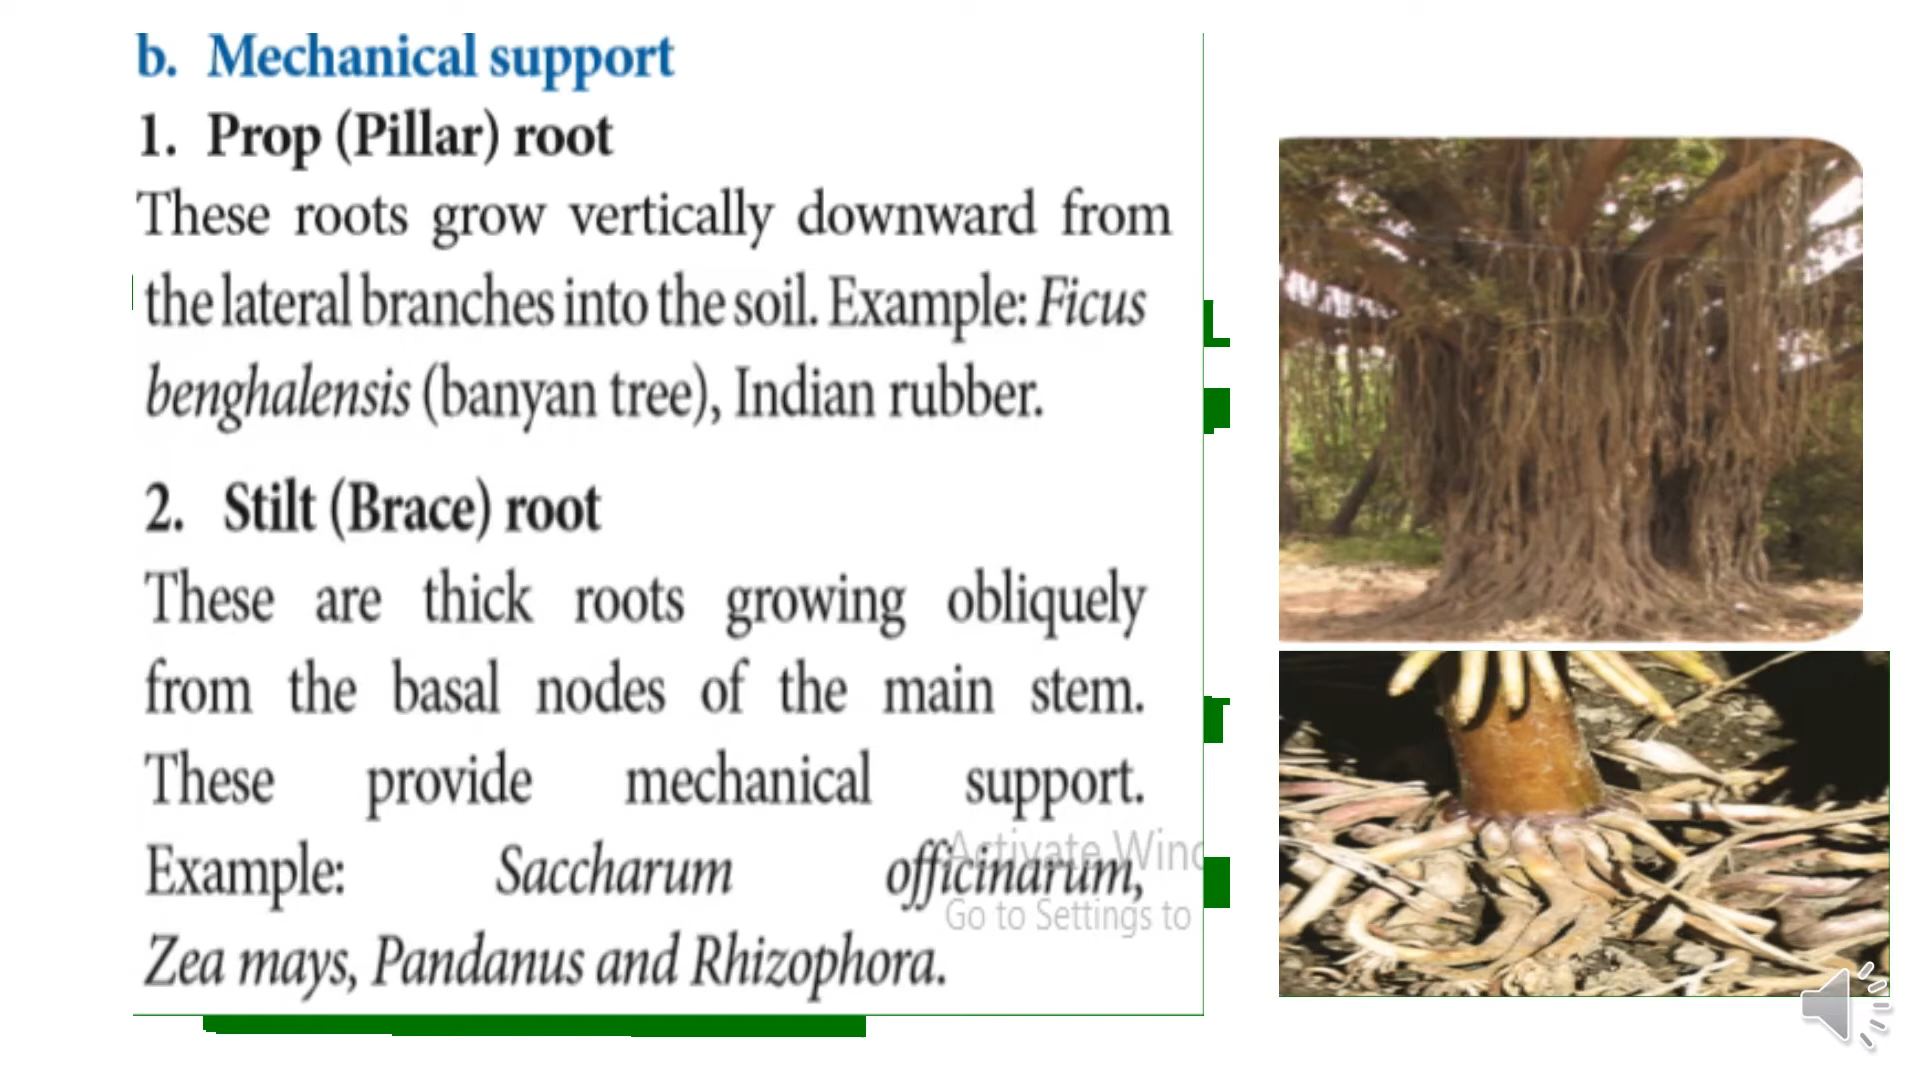 b. Mechanical support
1. Prop (Pillar) root
These roots grow vertically downward from
the lateral branches into the soil. Example: Ficus
benghalensis (banyan tree), Indian rubber.
2. Stilt (Brace) root
These are thick roots growing obliquely
from the basal nodes of the main stem.
These provide mechanical support.
Activate Wind
Example: Saccharum officinarum,
Go to Settings to
Zea mays, Pandanus and Rhizophora.